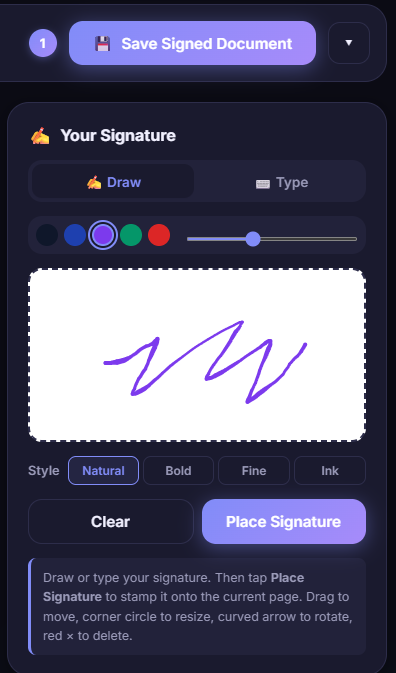 1 Save Signed Document
Your Signature
Draw Type
Style Natural Bold Fine Ink
Clear Place Signature
Draw or type your signature. Then tap Place
Signature to stamp it onto the current page. Drag to
move, corner circle to resize, curved arrow to rotate,
red × to delete.